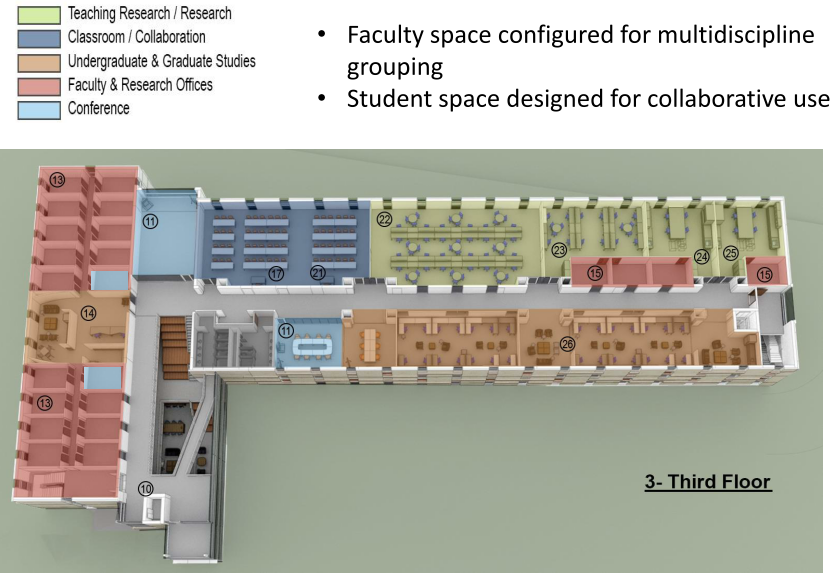 Teaching Research / Research
Classroom / Collaboration
Undergraduate & Graduate Studies
Faculty & Research Offices
Conference
• Faculty space configured for multidiscipline
grouping
• Student space designed for collaborative use
13
11
22
17
21
23
24
25
15
15
14
11
26
13
10
3- Third Floor